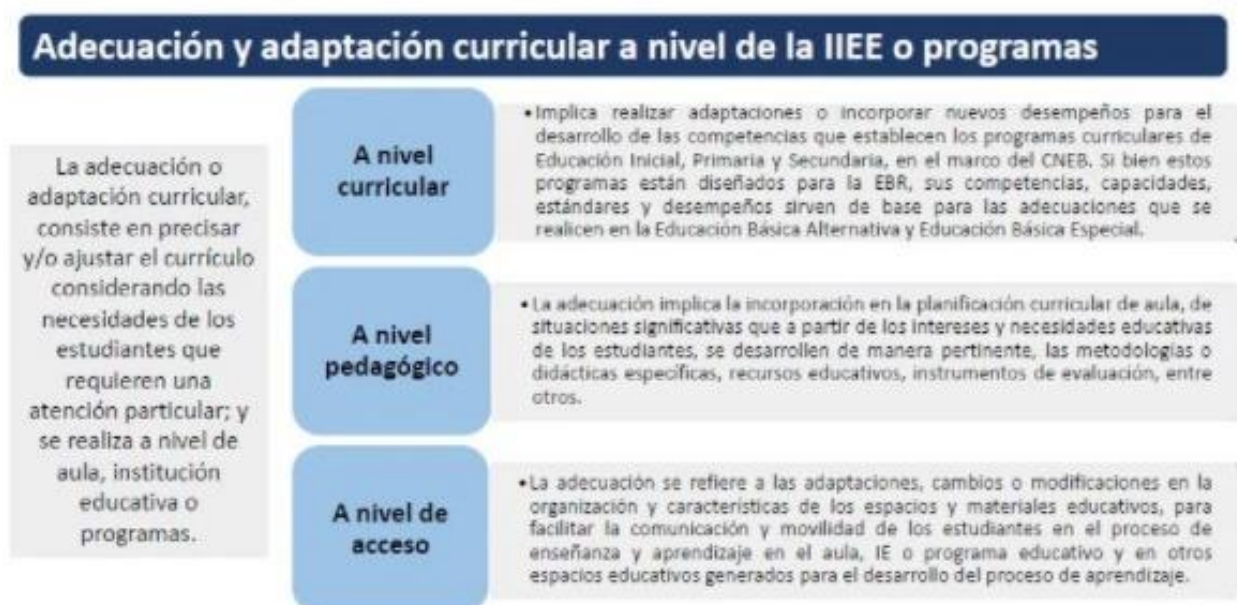 Adecuación y adaptación curricular a nivel de la IIEE o programas
La adecuación o
adaptación curricular,
consiste en precisar
y/o ajustar el currículo
considerando las
necesidades de los
estudiantes que
requieren una
atención particular; y
se realiza a nivel de
aula, institución
educativa o
programas.
A nivel
curricular
•Implica realizar adaptaciones o incorporar nuevos desempeños para el
desarrollo de las competencias que establecen los programas curriculares de
Educación Inicial, Primaria y Secundaria, en el marco del CNEB. Si bien estos
programas están diseñados para la EBR, sus competencias, capacidades,
estándares y desempeños sirven de base para las adecuaciones que se
realicen en la Educación Básica Alternativa y Educación Básica Especial.
A nivel
pedagógico
•La adecuación implica la incorporación en la planificación curricular de aula, de
situaciones significativas que a partir de los intereses y necesidades educativas
de los estudiantes, se desarrollen de manera pertinente, las metodologías o
didácticas específicas, recursos educativos, instrumentos de evaluación, entre
otros.
A nivel de
acceso
•La adecuación se refiere a las adaptaciones, cambios o modificaciones en la
organización y características de los espacios y materiales educativos, para
facilitar la comunicación y movilidad de los estudiantes en el proceso de
enseñanza y aprendizaje en el aula, IE o programa educativo y en otros
espacios educativos generados para el desarrollo del proceso de aprendizaje.